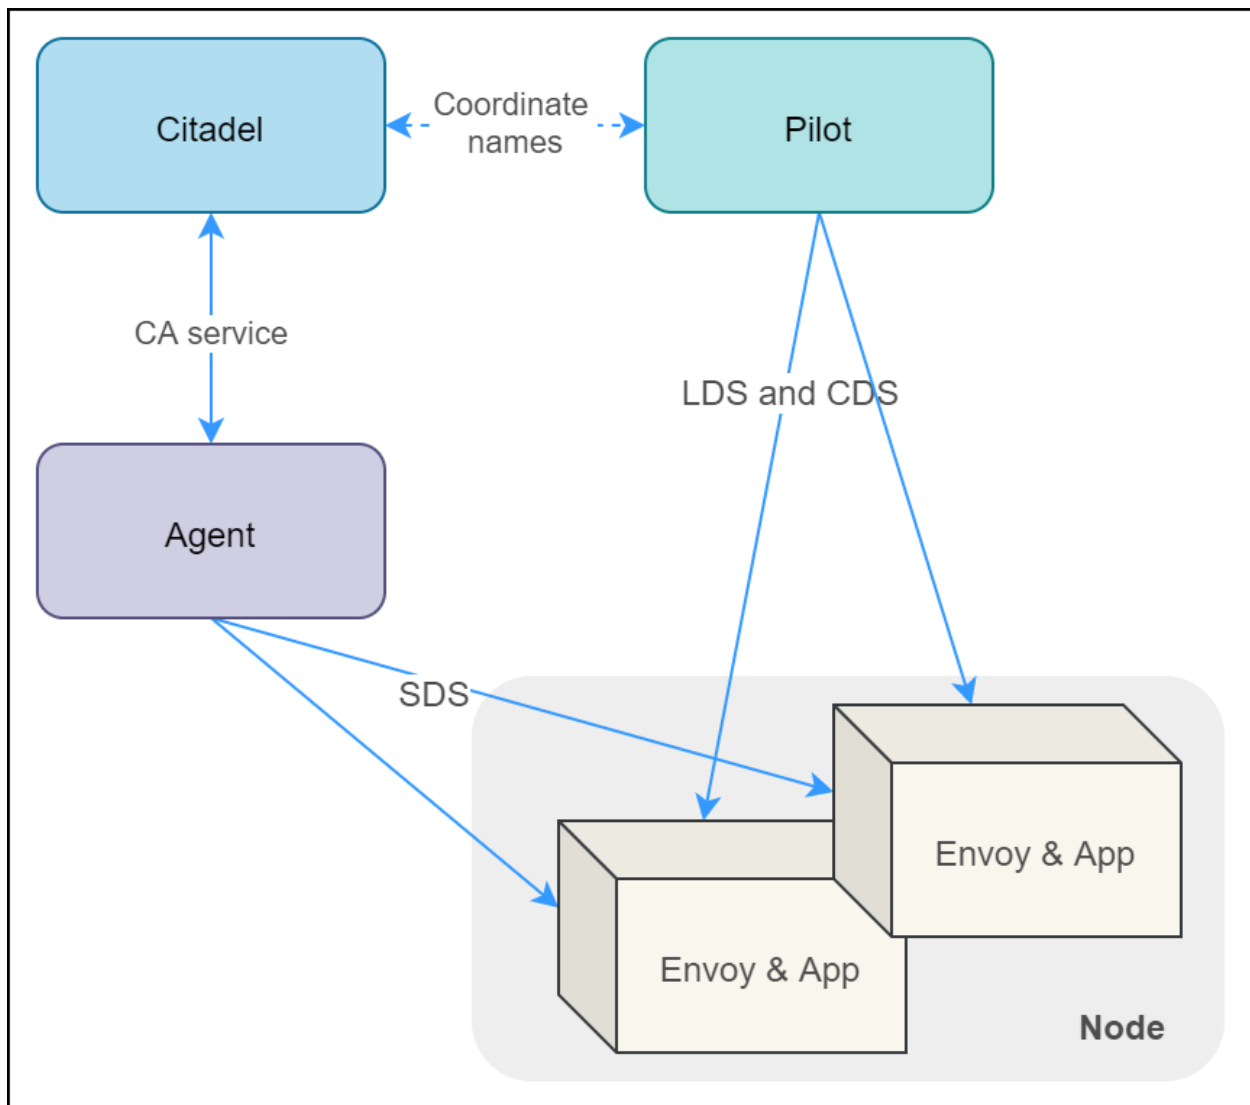 Citadel
Coordinate
names
Pilot
CA service
LDS and CDS
Agent
SDS
Envoy & App
Envoy & App
Node